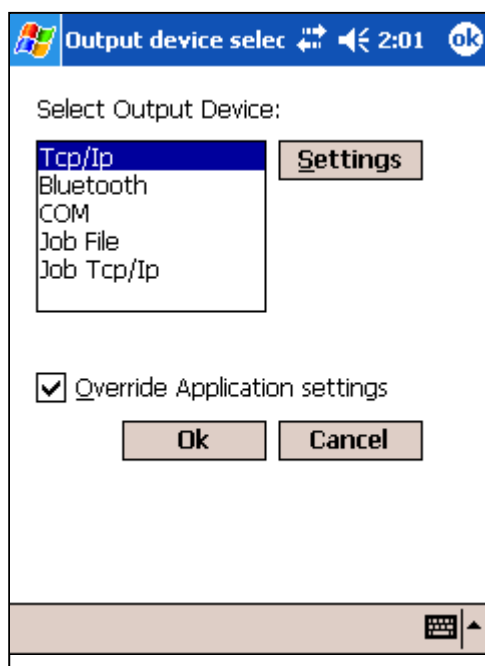 Output device selec 2:01 ok
Select Output Device:
Tcp/Ip
Settings
Bluetooth
COM
Job File
Job Tcp/Ip
Override Application settings
Ok Cancel